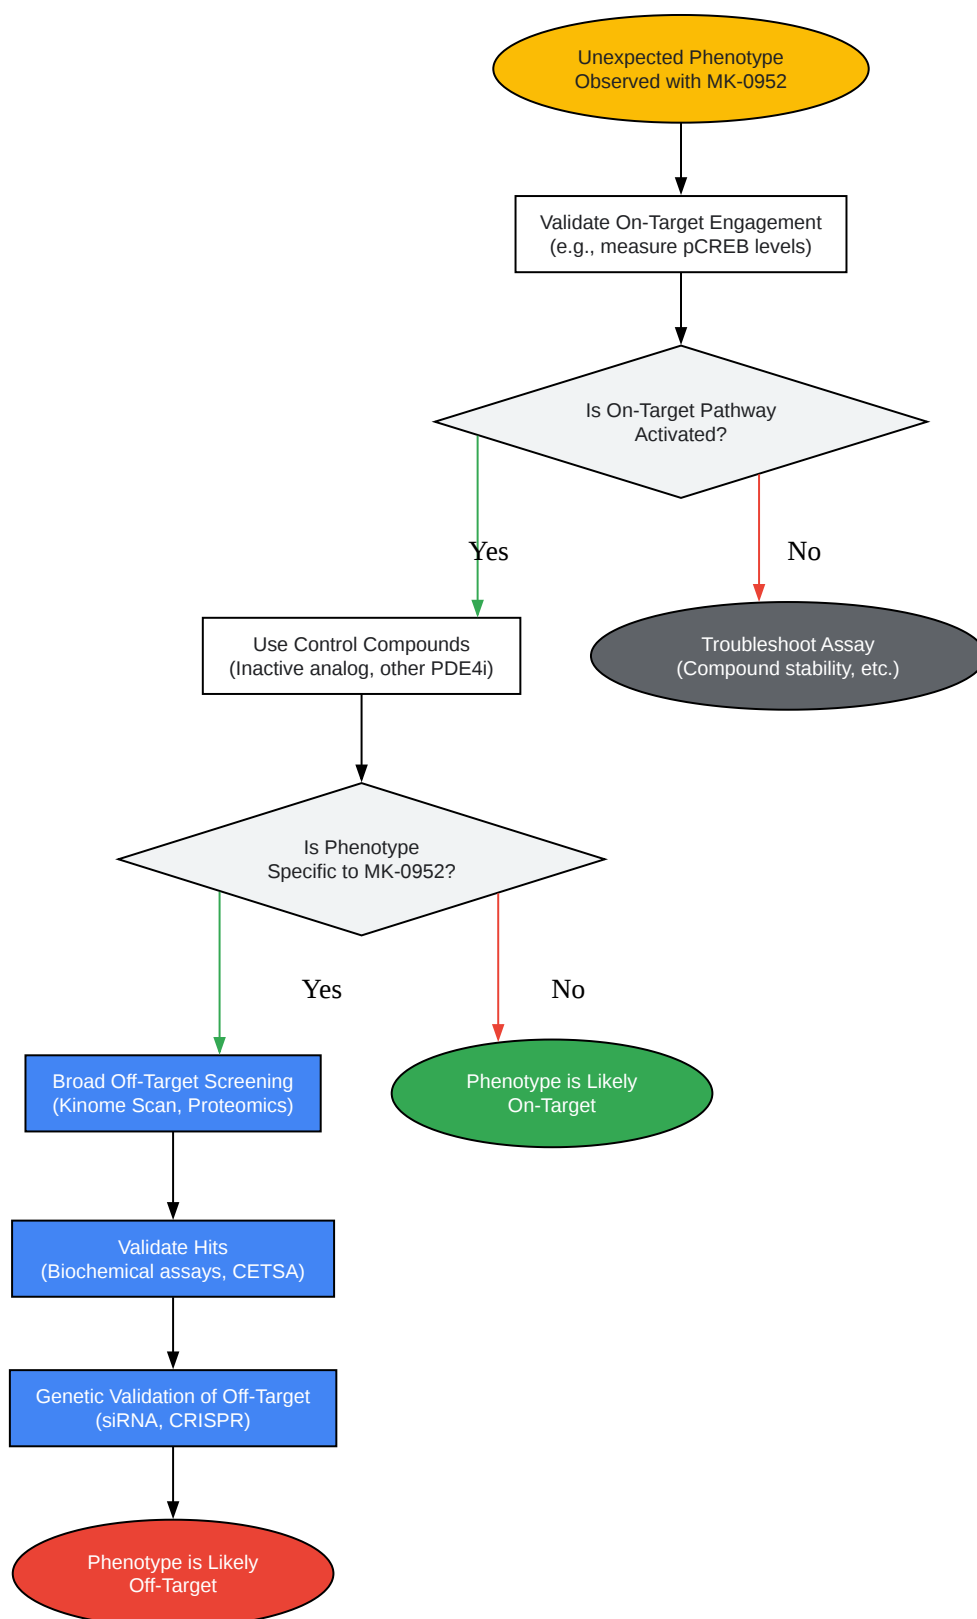 Unexpected Phenotype
Observed with MK-0952
Validate On-Target Engagement
(e.g., measure pCREB levels)
Is On-Target Pathway
Activated?
Yes
No
Use Control Compounds
(Inactive analog, other PDE4i)
Troubleshoot Assay
(Compound stability, etc.)
Is Phenotype
Specific to MK-0952?
Yes
No
Broad Off-Target Screening
(Kinome Scan, Proteomics)
Phenotype is Likely
On-Target
Validate Hits
(Biochemical assays, CETSA)
Genetic Validation of Off-Target
(siRNA, CRISPR)
Phenotype is Likely
Off-Target